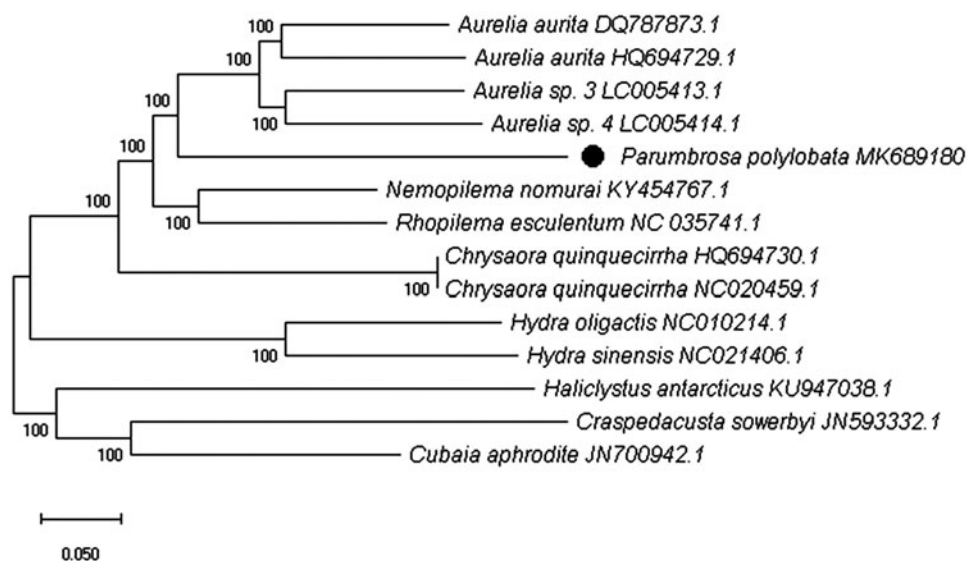 100
Aurelia aurita DQ787873.1
Aurelia aurita HQ694729.1
100
Aurelia sp. 3 LC005413.1
100
100
Aurelia sp. 4 LC005414.1
100
Parumbrosa polylobata MK689180
Nemopilema nomurai KY454767.1
100
100
Rhopilema esculentum NC 035741.1
Chrysaora quinquecirrha HQ694730.1
100
Chrysaora quinquecirrha NC020459.1
Hydra oligactis NC010214.1
100
Hydra sinensis NC021406.1
Haliclystus antarcticus KU947038.1
100
Craspedacusta sowerbyi JN593332.1
100
Cubaia aphrodite JN700942.1
0.050